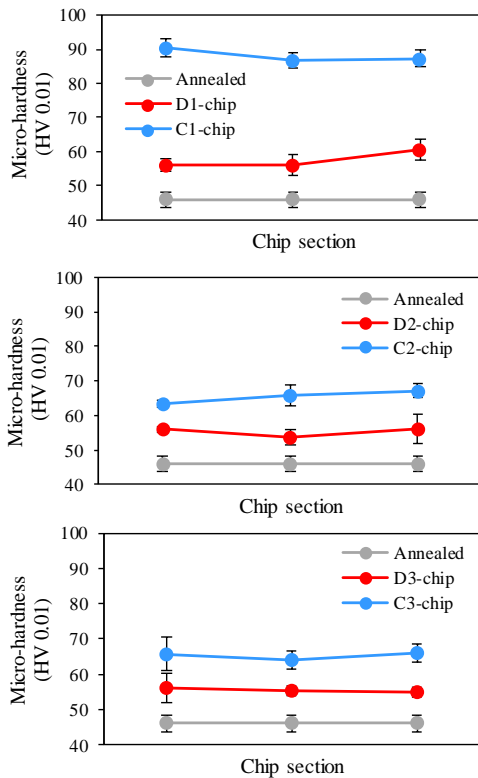 100
90
80
70
60
50
40
Micro-hardness
(HV 0.01)
Annealed
D1-chip
C1-chip
Chip section
100
90
80
70
60
50
40
Micro-hardness
(HV 0.01)
Annealed
D2-chip
C2-chip
Chip section
100
90
80
70
60
50
40
Micro-hardness
(HV 0.01)
Annealed
D3-chip
C3-chip
Chip section